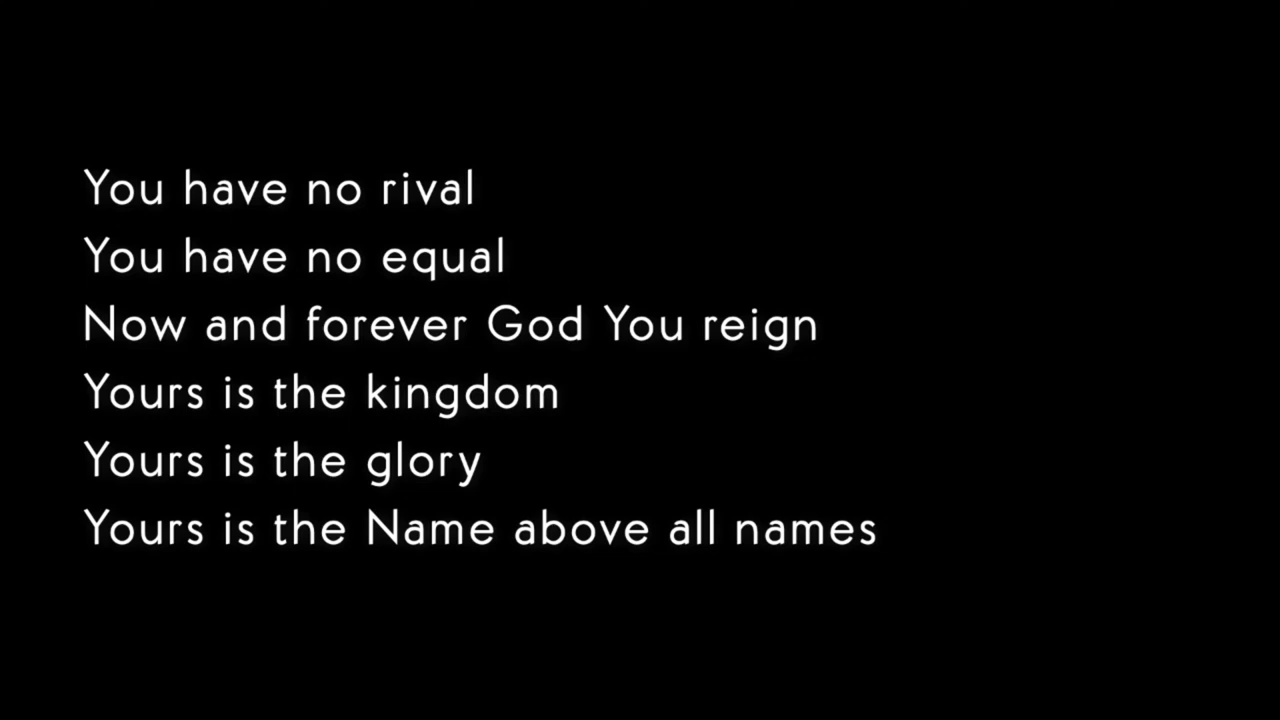 You have no rival
You have no equal
Now and forever God You reign
Yours is the kingdom
Yours is the glory
Yours is the Name above all names